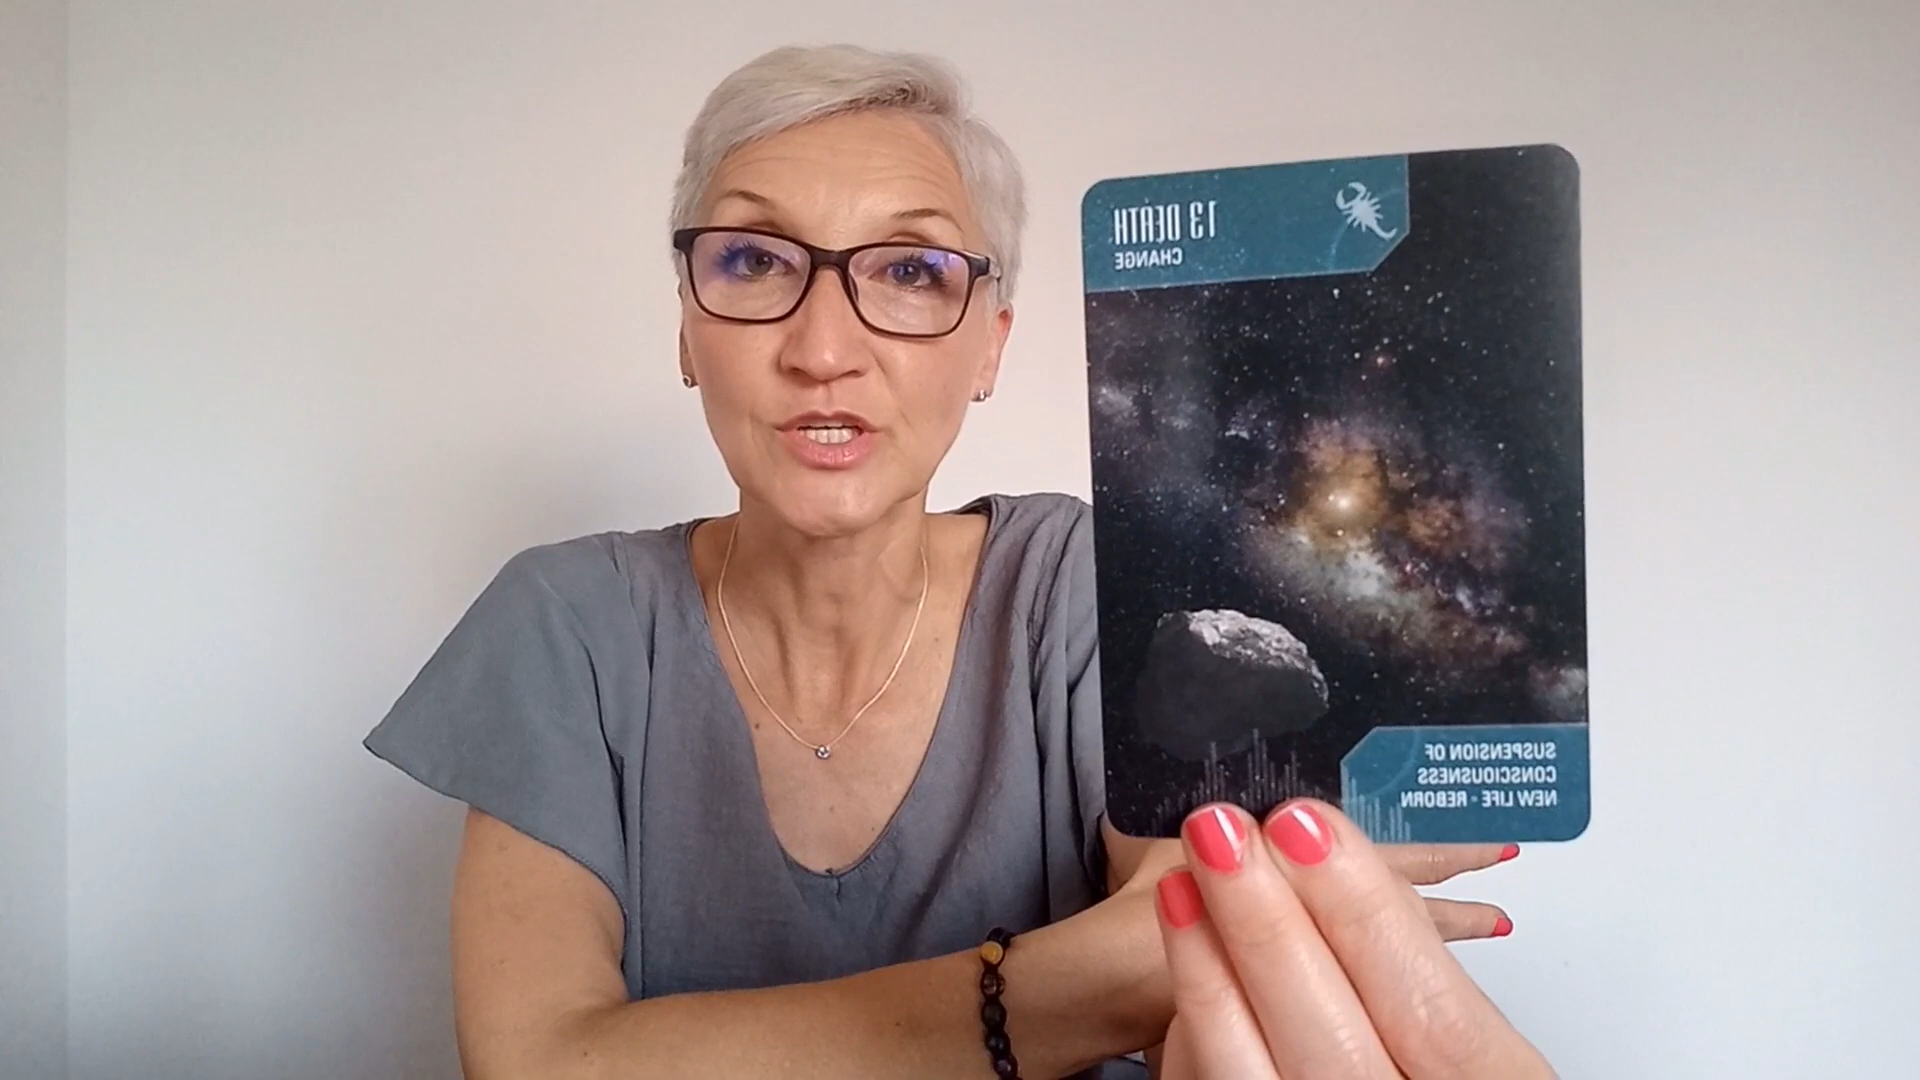 13 DEATH
CHANGE
SUSPENSION OF
CONSCIOUSNESS
NEW LIFE • REBORN